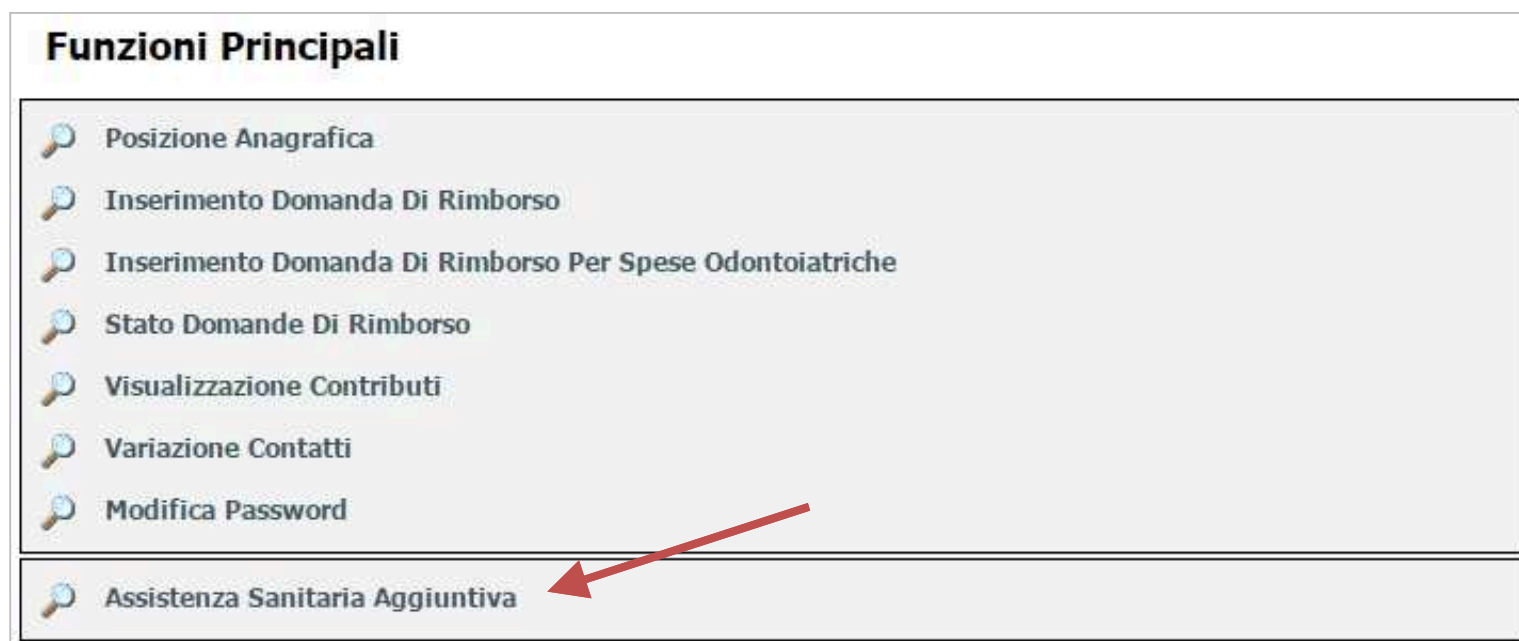 Funzioni Principali
Posizione Anagrafica
Inserimento Domanda Di Rimborso
Inserimento Domanda Di Rimborso Per Spese Odontoiatriche
Stato Domande Di Rimborso
Visualizzazione Contributi
Variazione Contatti
Modifica Password
Assistenza Sanitaria Aggiuntiva